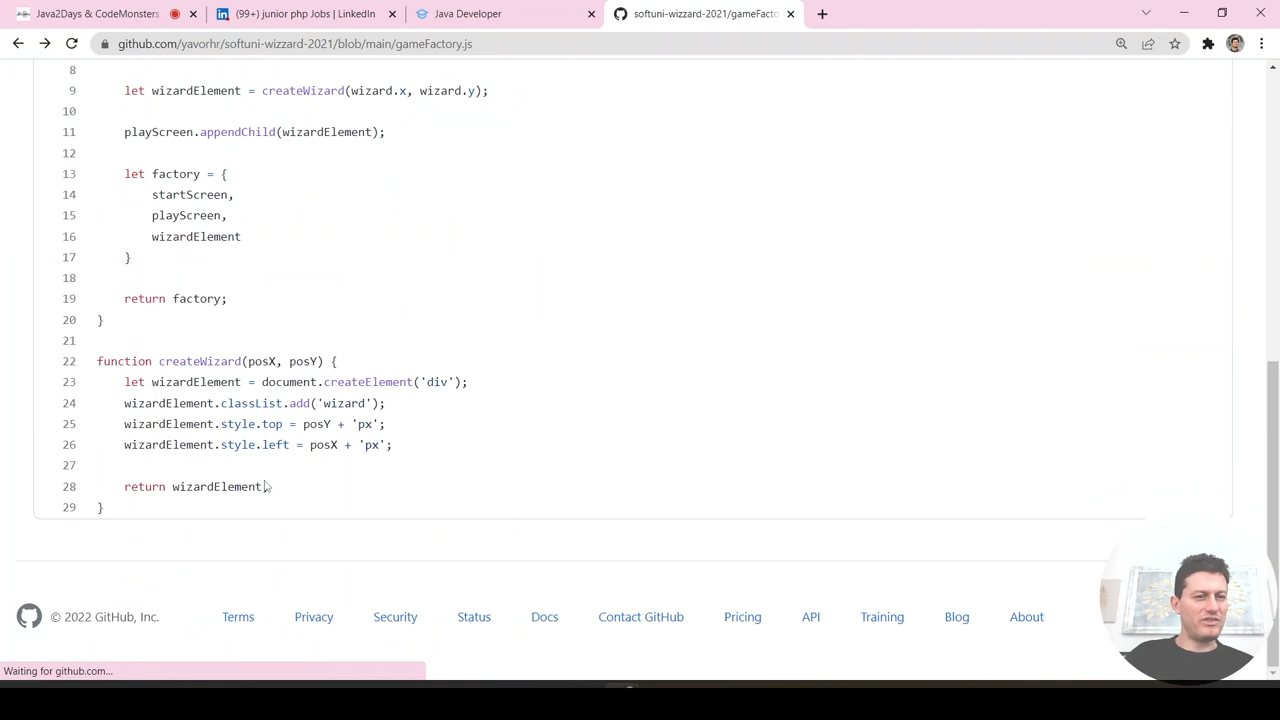 Java2Days & CodeMonsters
(99+) junior php Jobs | LinkedIn
Java Developer
softuni-wizzard-2021/gameFacto
github.com/yavorhr/softuni-wizzard-2021/blob/main/gameFactory.js
8
9 let wizardElement = createWizard(wizard.x, wizard.y);
10
11 playScreen.appendChild(wizardElement);
12
13 let factory = {
14 startScreen,
15 playScreen,
16 wizardElement
17 }
18
19 return factory;
20 }
21
22 function createWizard(posX, posY) {
23 let wizardElement = document.createElement('div');
24 wizardElement.classList.add('wizard');
25 wizardElement.style.top = posY + 'px';
26 wizardElement.style.left = posX + 'px';
27
28 return wizardElement;
29 }
© 2022 GitHub, Inc. Terms Privacy Security Status Docs Contact GitHub Pricing API Training Blog About
Waiting for github.com...